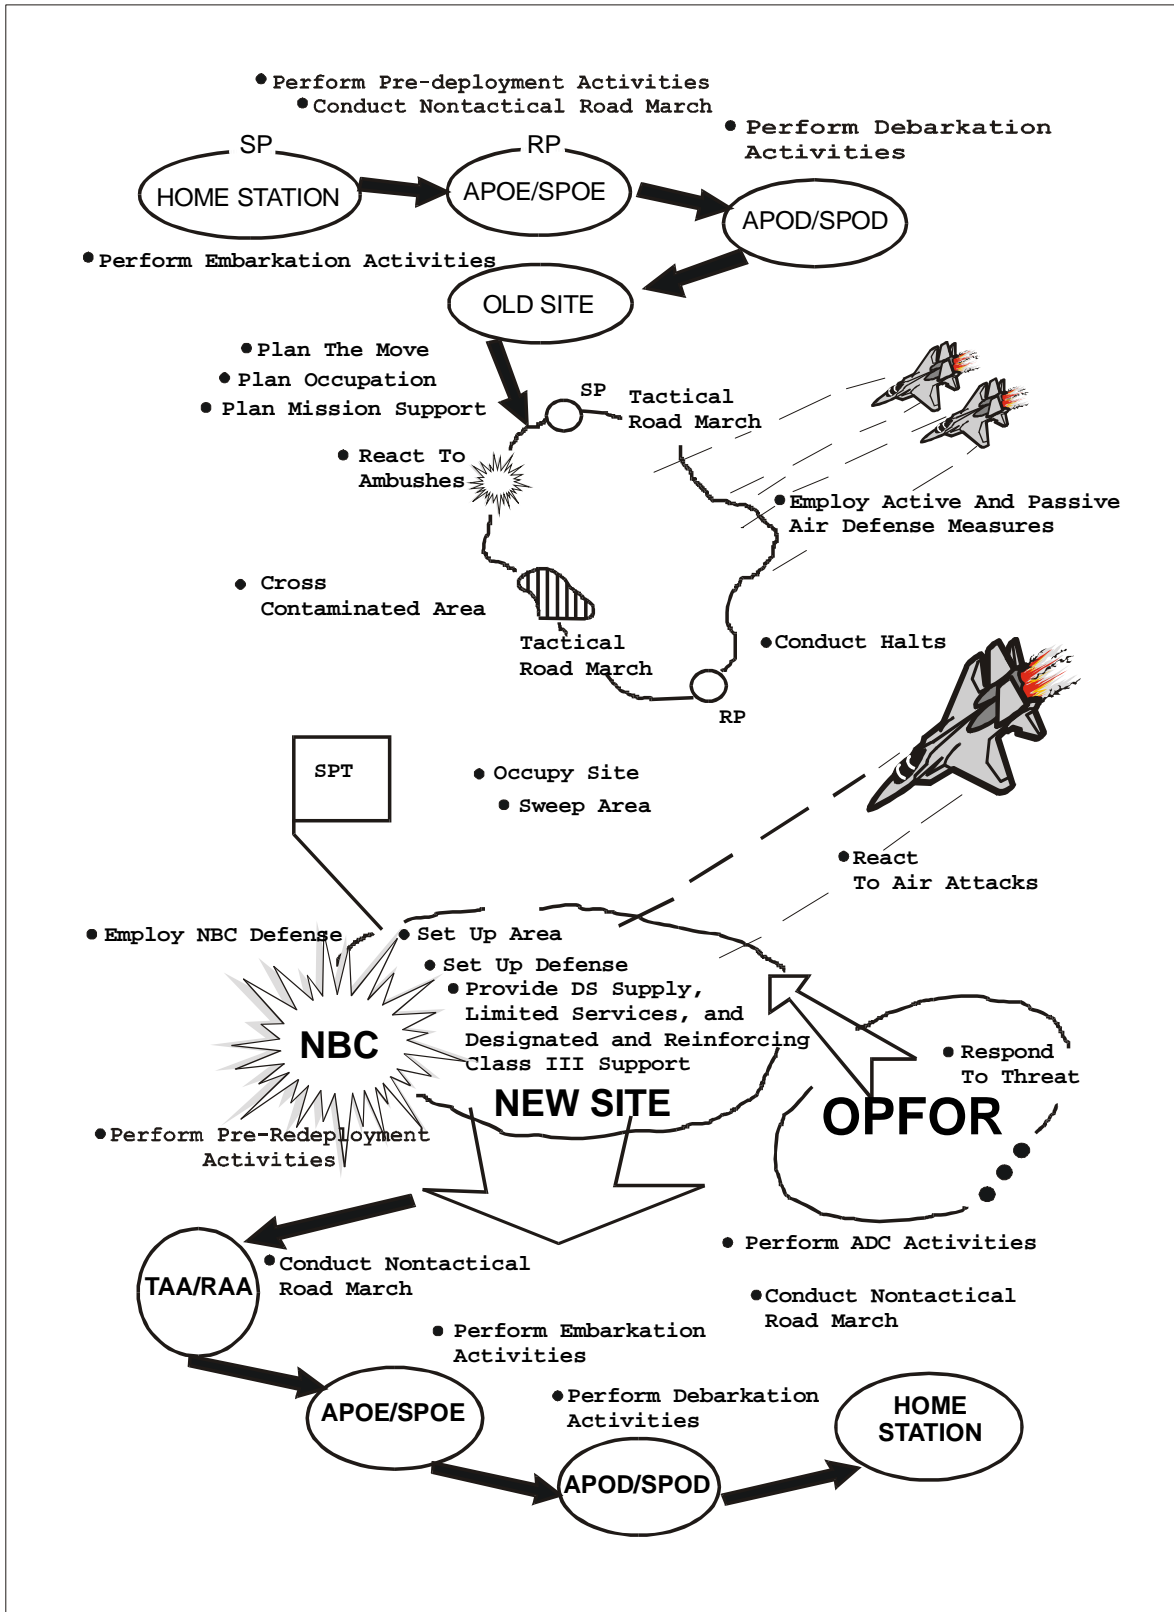 ● Perform Pre-deployment Activities
● Conduct Nontactical Road March
● Perform Debarkation
Activities
SP
RP
HOME STATION
APOE/SPOE
APOD/SPOD
● Perform Embarkation Activities
OLD SITE
● Plan The Move
● Plan Occupation
● Plan Mission Support
SP
Tactical
Road March
● React To
Ambushes
● Employ Active And Passive
Air Defense Measures
● Cross
Contaminated Area
Tactical
Road March
● Conduct Halts
RP
SPT
● Occupy Site
● Sweep Area
● React
To Air Attacks
● Employ NBC Defense
● Set Up Area
● Set Up Defense
● Provide DS Supply,
Limited Services, and
Designated and Reinforcing
Class III Support
NBC
NEW SITE
● Respond
To Threat
OPFOR
● Perform Pre-Redeployment
Activities
● Perform ADC Activities
● Conduct Nontactical
Road March
TAA/RAA
● Conduct Nontactical
Road March
● Perform Embarkation
Activities
APOE/SPOE
● Perform Debarkation
Activities
HOME
STATION
APOD/SPOD